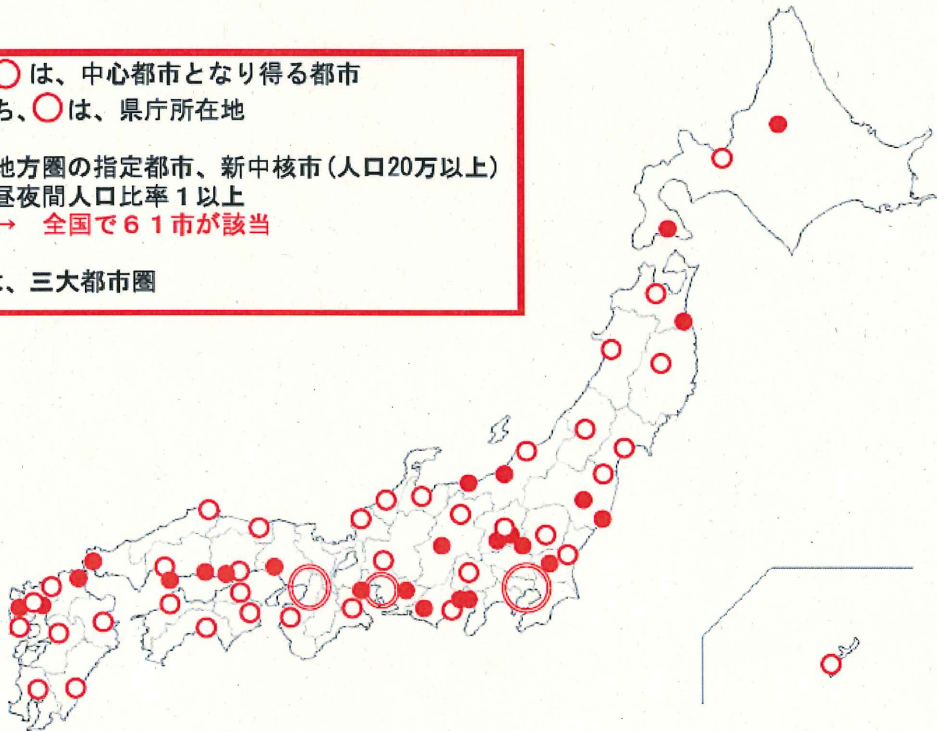 ◯は、中心都市となり得る都市
ち、◯は、県庁所在地
地方圏の指定都市、新中核市(人口20万以上)
昼夜間人口比率1以上
→ 全国で61市が該当
は、三大都市圏